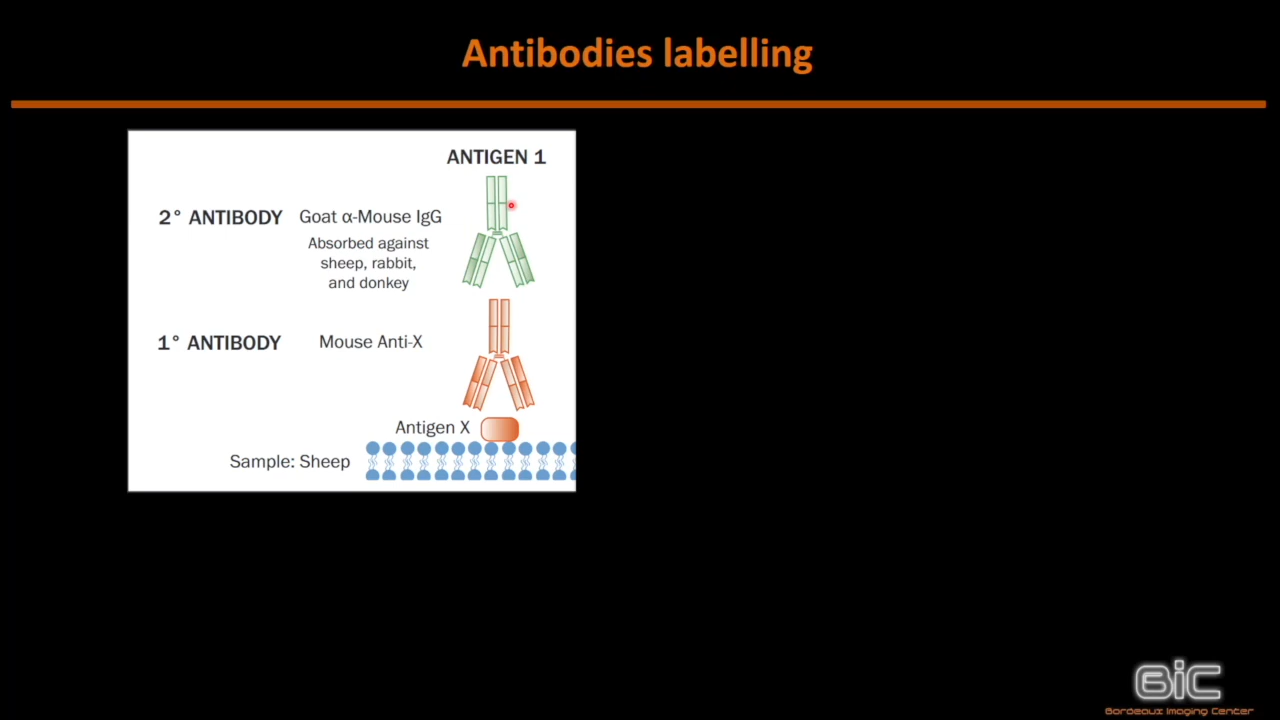 Antibodies labelling
ANTIGEN 1
2° ANTIBODY Goat α-Mouse IgG
Absorbed against
sheep, rabbit,
and donkey
1° ANTIBODY Mouse Anti-X
Antigen X
Sample: Sheep
BiC
Bordeaux Imaging Center